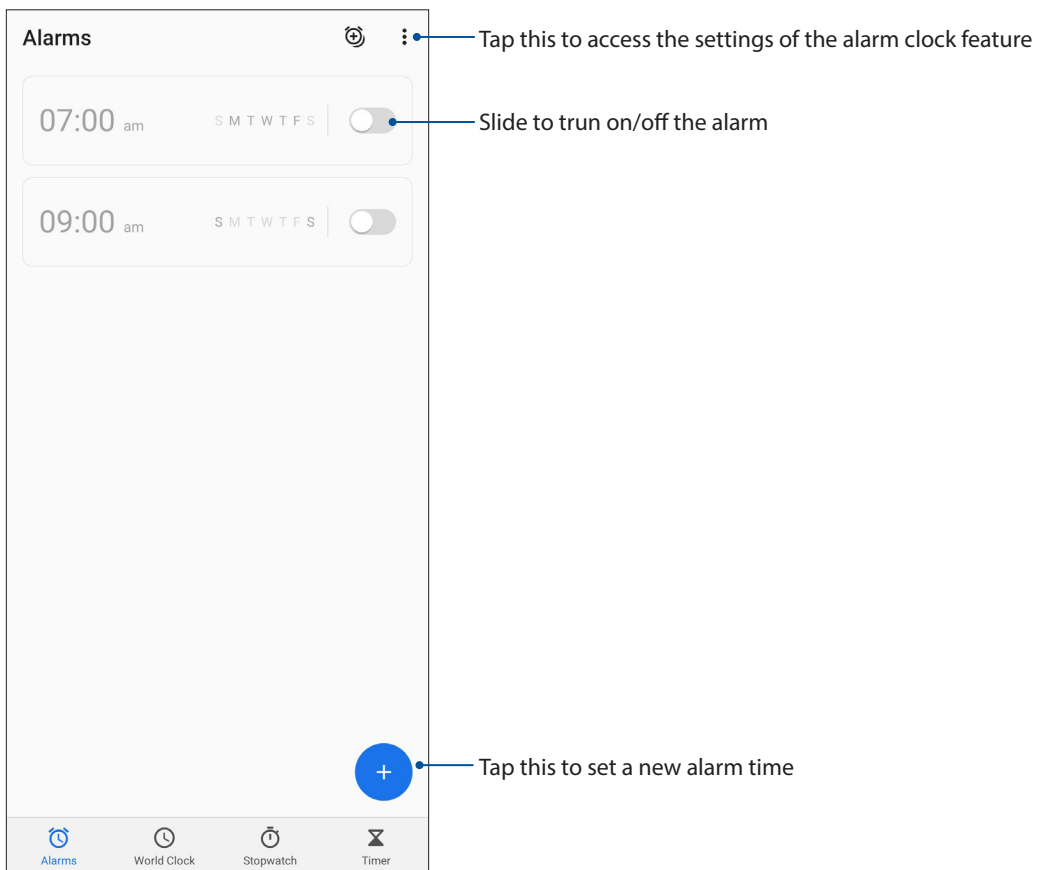 Alarms
Tap this to access the settings of the alarm clock feature
07:00 am S M T W T F S
Slide to trun on/off the alarm
09:00 am S M T W T F S
Tap this to set a new alarm time
Alarms World Clock Stopwatch Timer